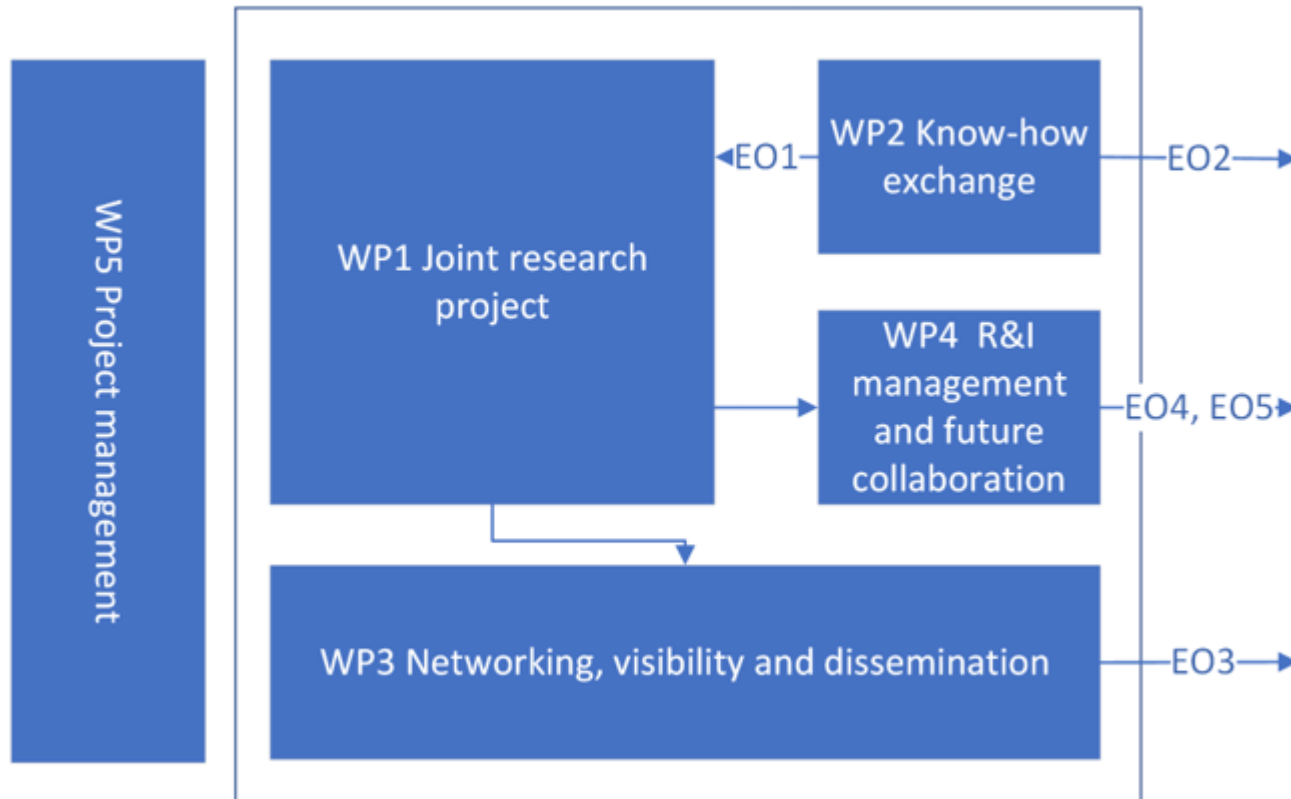 WP5 Project management
WP1 Joint research
project
EO1
WP2 Know-how
exchange
EO2
WP4  R&I
management
and future
collaboration
EO4, EO5
WP3 Networking, visibility and dissemination
EO3